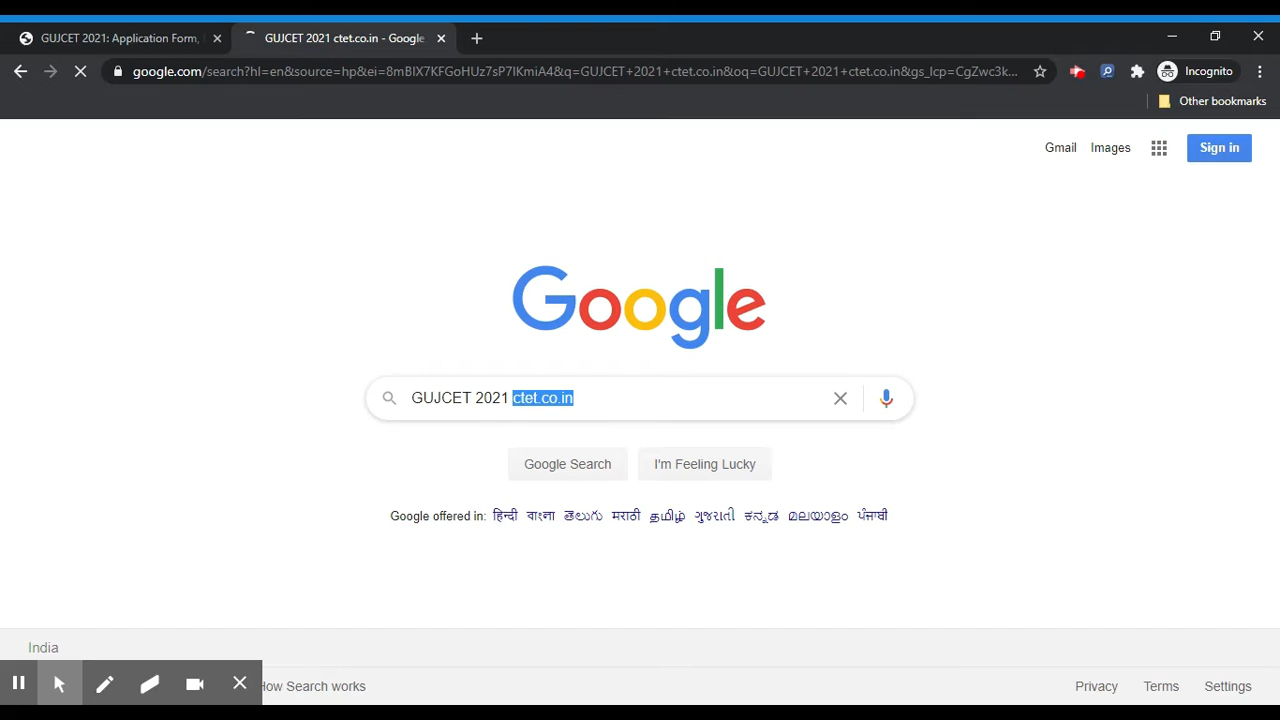 GUJCET 2021: Application Form,
GUJCET 2021 ctet.co.in - Google
google.com/search?hl=en&source=hp&ei=8mBIX7KFGoHUz7sP7IKmiA4&q=GUJCET+2021+ctet.co.in&oq=GUJCET+2021+ctet.co.in&gs_lcp=CgZwc3k...
Incognito
Other bookmarks
Gmail Images Sign in
Google
GUJCET 2021 ctet.co.in
Google Search I'm Feeling Lucky
Google offered in: हिन्दी বাংলা తెలుగు मराठी தமிழ் ગુજરાતી ಕನ್ನಡ മലയാളം ਪੰਜਾਬੀ
India
How Search works Privacy Terms Settings